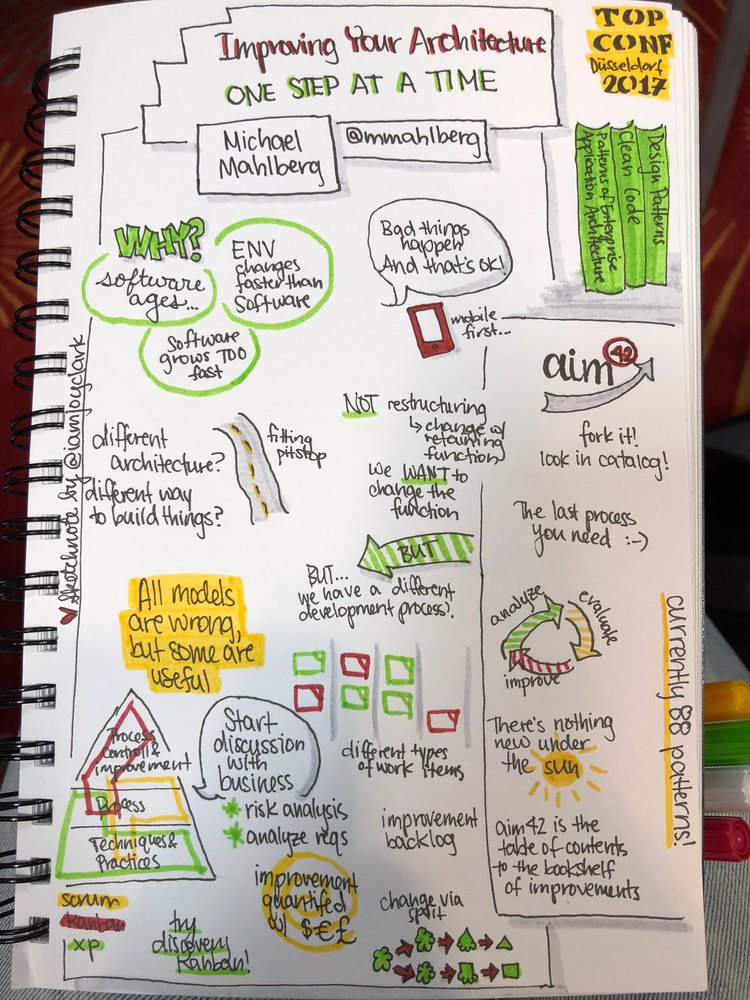 Improving Your Architecture
ONE STEP AT A TIME
TOP
CONF
Düsseldorf
2017
Michael
Mahlberg
@mmahlberg
Design Patterns
Clean Code
Patterns of Enterprise
Application Architecture
WHY?
software
ages...
ENV
changes
faster than
software
Software
grows TOO
fast
Bad things
happen
And that's OK!
mobile
first...
different
architecture?
different way
to build things?
fitting
pitstop
NOT restructuring
↳ change w/
retaining
function
we WANT to
change the
function
BUT
BUT...
we have a different
development process?
All models
are wrong,
but some are
useful
different types
of work items
Process
Control &
improvement
Process
Techniques &
Practices
scrum
kanban
xp
Start
discussion
with
business
* risk analysis
* analyze reqs
improvement
quantifed
w/ $€£
try
discovery
Kanban!
improvement
backlog
change via
split
aim42
fork it!
look in catalog!
The last process
you need :-)
analyze
evaluate
improve
There's nothing
new under
the sun
aim42 is the
table of contents
to the bookshelf
of improvements
currently 88 patterns!
♥ sketchnote by @iamjoyclark